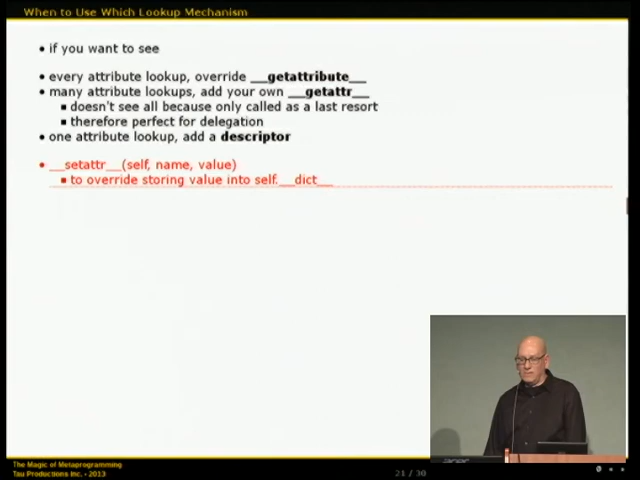 When to Use Which Lookup Mechanism
• if you want to see
• every attribute lookup, override __getattribute__
• many attribute lookups, add your own __getattr__
▪ doesn't see all because only called as a last resort
▪ therefore perfect for delegation
• one attribute lookup, add a descriptor
• __setattr__(self, name, value)
▪ to override storing value into self.__dict__
acer
The Magic of Metaprogramming
Tau Productions Inc. - 2013
21 / 30